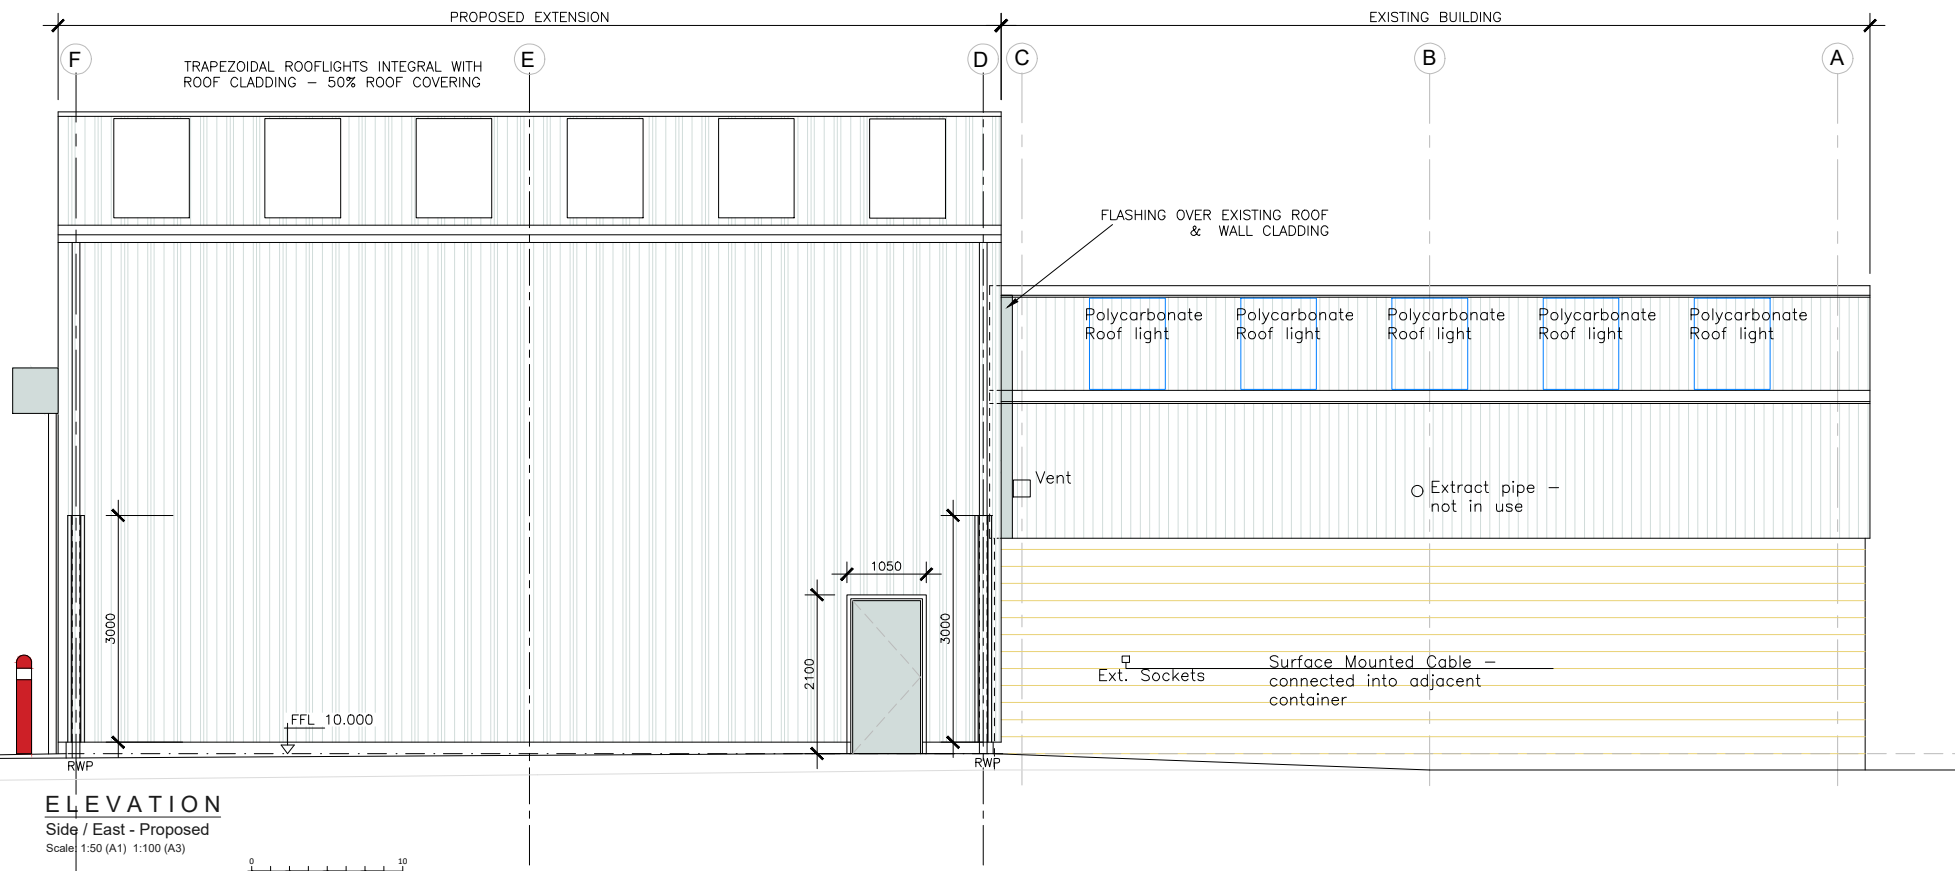 PROPOSED EXTENSION
EXISTING BUILDING
F
E
D
C
B
A
TRAPEZOIDAL ROOFLIGHTS INTEGRAL WITH
ROOF CLADDING – 50% ROOF COVERING
FLASHING OVER EXISTING ROOF
& WALL CLADDING
Polycarbonate
Roof light
Polycarbonate
Roof light
Polycarbonate
Roof light
Polycarbonate
Roof light
Polycarbonate
Roof light
Vent
Extract pipe –
not in use
1050
3000
2100
3000
Ext. Sockets
Surface Mounted Cable –
connected into adjacent
container
FFL 10.000
RWP
RWP
ELEVATION
Side / East - Proposed
Scale: 1:50 (A1) 1:100 (A3)
0
10